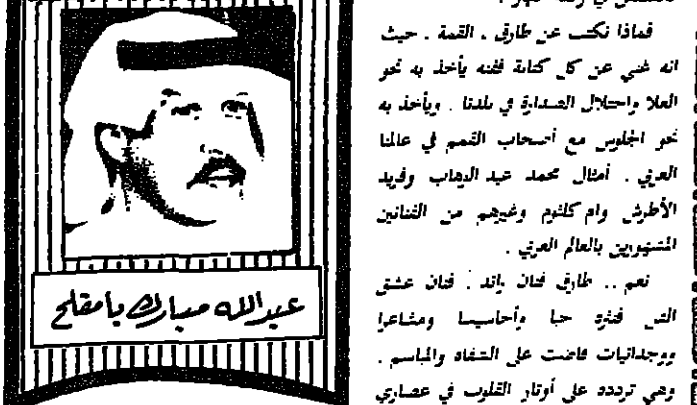 فماذا نكتب عن طارق . القمة . حيث
انه غني عن كل كتابة ففنه يأخذ به نحو
العلا واحتلال الصدارة في بلدنا . ويأخذ به
نحو الجلوس مع أصحاب القمم في عالمنا
العربي . أمثال محمد عبد الوهاب وفريد
الأطرش وام كلثوم وغيرهم من الفنانين
المشهورين بالعالم العربي .
نعم .. طارق فنان رائد . فنان عشق
الفن فنثره حبا وأحاسيسا ومشاعرا
ووجدانيات فاضت على الشفاه والمباسم .
وهي تردد على أوتار القلوب في عصاري
عبدالله مبارك بامفلح